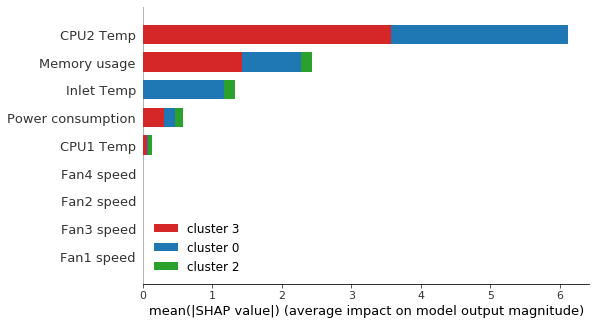 CPU2 Temp
Memory usage
Inlet Temp
Power consumption
CPU1 Temp
Fan4 speed
Fan2 speed
Fan3 speed
Fan1 speed
cluster 3
cluster 0
cluster 2
0 1 2 3 4 5 6
mean(|SHAP value|) (average impact on model output magnitude)